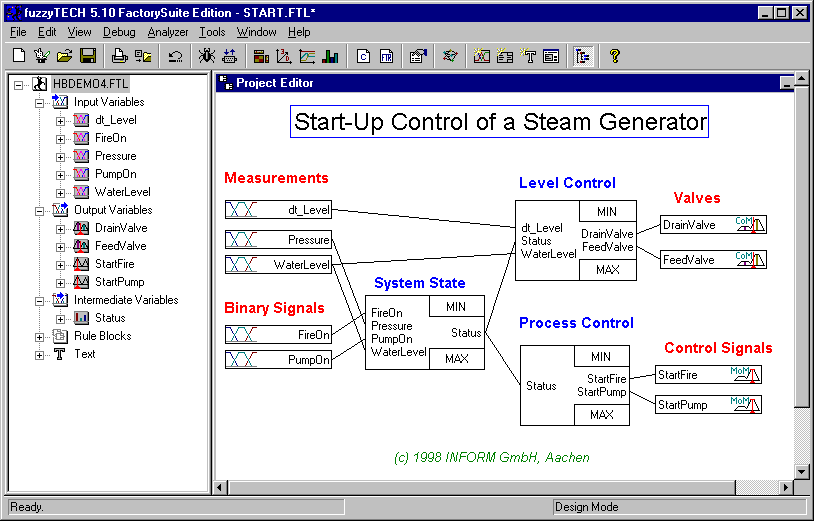 fuzzyTECH 5.10 FactorySuite Edition - START.FTL*
File Edit View Debug Analyzer Tools Window Help
C FTR T ?
HBDEMO4.FTL
Input Variables
dt_Level
FireOn
Pressure
PumpOn
WaterLevel
Output Variables
DrainValve
FeedValve
StartFire
StartPump
Intermediate Variables
Status
Rule Blocks
T Text
Project Editor
Start-Up Control of a Steam Generator
Measurements
dt_Level
Pressure
WaterLevel
Binary Signals
FireOn
PumpOn
System State
MIN
FireOn
Pressure
PumpOn
WaterLevel
Status
MAX
Level Control
MIN
dt_Level
Status
WaterLevel
DrainValve
FeedValve
MAX
Process Control
MIN
Status
StartFire
StartPump
MAX
Valves
DrainValve CoM
FeedValve CoM
Control Signals
StartFire MoM
StartPump MoM
(c) 1998 INFORM GmbH, Aachen
Ready.
Design Mode